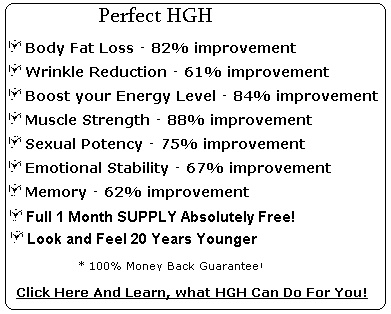 Perfect HGH
Body Fat Loss - 82% improvement
Wrinkle Reduction - 61% improvement
Boost your Energy Level - 84% improvement
Muscle Strength - 88% improvement
Sexual Potency - 75% improvement
Emotional Stability - 67% improvement
Memory - 62% improvement
Full 1 Month SUPPLY Absolutely Free!
Look and Feel 20 Years Younger
* 100% Money Back Guarantee!
Click Here And Learn, what HGH Can Do For You!